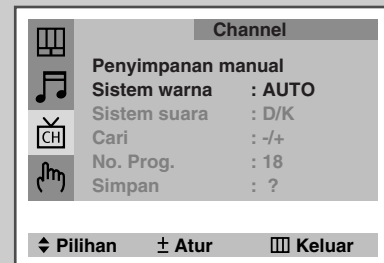 Channel
Penyimpanan manual
Sistem warna : AUTO
Sistem suara : D/K
CH Cari : -/+
No. Prog. : 18
Simpan : ?
Pilihan ± Atur Keluar